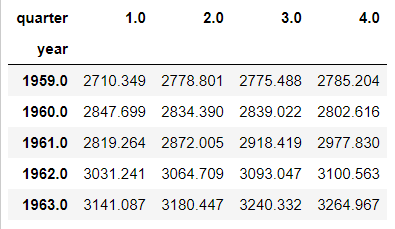 quarter 1.0 2.0 3.0 4.0
year
1959.0 2710.349 2778.801 2775.488 2785.204
1960.0 2847.699 2834.390 2839.022 2802.616
1961.0 2819.264 2872.005 2918.419 2977.830
1962.0 3031.241 3064.709 3093.047 3100.563
1963.0 3141.087 3180.447 3240.332 3264.967